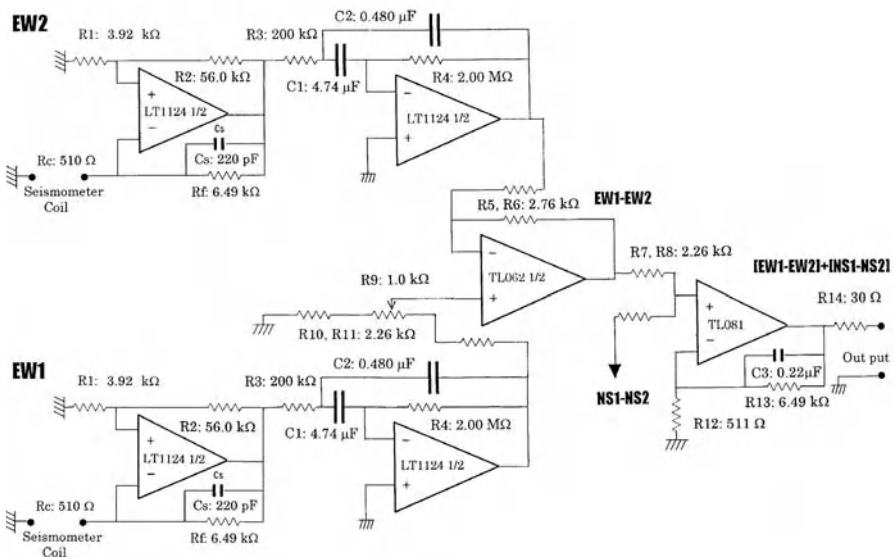 EW2
R1: 3.92 kΩ
R3: 200 kΩ
C2: 0.480 μF
R2: 56.0 kΩ
C1: 4.74 μF
R4: 2.00 MΩ
+
LT1124 1/2
−
−
LT1124 1/2
+
Cs
Cs: 220 pF
Rc: 510 Ω
Seismometer
Coil
Rf: 6.49 kΩ
R5, R6: 2.76 kΩ
EW1-EW2
−
TL062 1/2
+
R7, R8: 2.26 kΩ
[EW1-EW2]+[NS1-NS2]
R9: 1.0 kΩ
R14: 30 Ω
+
TL081
−
R10, R11: 2.26 kΩ
C3: 0.22μF
Out put
NS1-NS2
R13: 6.49 kΩ
R12: 511 Ω
EW1
R1: 3.92 kΩ
R3: 200 kΩ
C2: 0.480 μF
R2: 56.0 kΩ
C1: 4.74 μF
R4: 2.00 MΩ
+
LT1124 1/2
−
−
LT1124 1/2
+
Cs
Cs: 220 pF
Rc: 510 Ω
Seismometer
Coil
Rf: 6.49 kΩ